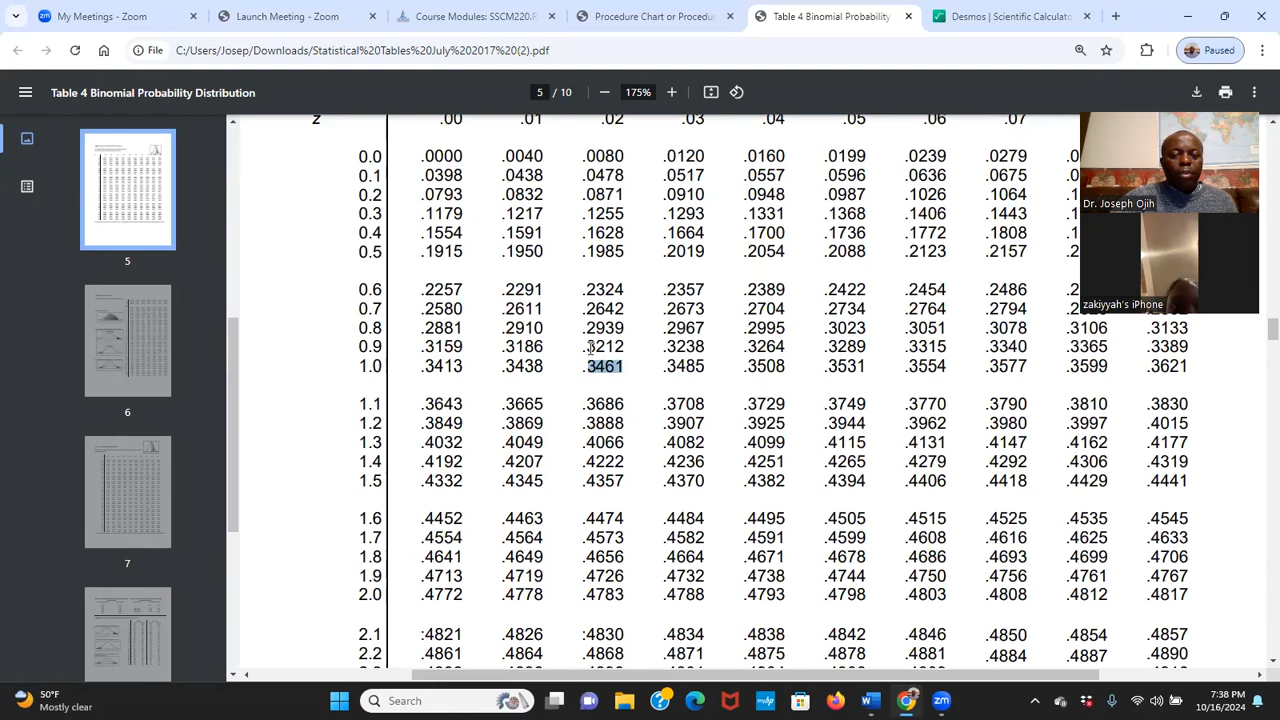 My Meetings - Zoom
Launch Meeting - Zoom
Course Modules: SSCM220.R
Procedure Chart or Procedur
Table 4 Binomial Probability
Desmos | Scientific Calculato
File
C:/Users/Josep/Downloads/Statistical%20Tables%20July%202017%20(2).pdf
Paused
Table 4 Binomial Probability Distribution
5 / 10
175%
z .00 .01 .02 .03 .04 .05 .06 .07
0.0 .0000 .0040 .0080 .0120 .0160 .0199 .0239 .0279 .0
0.1 .0398 .0438 .0478 .0517 .0557 .0596 .0636 .0675 .0
0.2 .0793 .0832 .0871 .0910 .0948 .0987 .1026 .1064 .1
0.3 .1179 .1217 .1255 .1293 .1331 .1368 .1406 .1443 .1
0.4 .1554 .1591 .1628 .1664 .1700 .1736 .1772 .1808 .1
0.5 .1915 .1950 .1985 .2019 .2054 .2088 .2123 .2157 .2
0.6 .2257 .2291 .2324 .2357 .2389 .2422 .2454 .2486 .2
0.7 .2580 .2611 .2642 .2673 .2704 .2734 .2764 .2794
0.8 .2881 .2910 .2939 .2967 .2995 .3023 .3051 .3078 .3106 .3133
0.9 .3159 .3186 .3212 .3238 .3264 .3289 .3315 .3340 .3365 .3389
1.0 .3413 .3438 .3461 .3485 .3508 .3531 .3554 .3577 .3599 .3621
1.1 .3643 .3665 .3686 .3708 .3729 .3749 .3770 .3790 .3810 .3830
1.2 .3849 .3869 .3888 .3907 .3925 .3944 .3962 .3980 .3997 .4015
1.3 .4032 .4049 .4066 .4082 .4099 .4115 .4131 .4147 .4162 .4177
1.4 .4192 .4207 .4222 .4236 .4251 .4265 .4279 .4292 .4306 .4319
1.5 .4332 .4345 .4357 .4370 .4382 .4394 .4406 .4418 .4429 .4441
1.6 .4452 .4463 .4474 .4484 .4495 .4505 .4515 .4525 .4535 .4545
1.7 .4554 .4564 .4573 .4582 .4591 .4599 .4608 .4616 .4625 .4633
1.8 .4641 .4649 .4656 .4664 .4671 .4678 .4686 .4693 .4699 .4706
1.9 .4713 .4719 .4726 .4732 .4738 .4744 .4750 .4756 .4761 .4767
2.0 .4772 .4778 .4783 .4788 .4793 .4798 .4803 .4808 .4812 .4817
2.1 :4821 .4826 :4830 .4834 .4838 .4842 .4846 .4850 .4854 .4857
2.2 .4861 .4864 .4868 .4871 .4875 .4878 .4881 .4884 .4887 .4890
Dr. Joseph Ojih
zakiyyah's iPhone
5
6
7
50°F
Mostly clear
Search
7:38 PM
10/16/2024